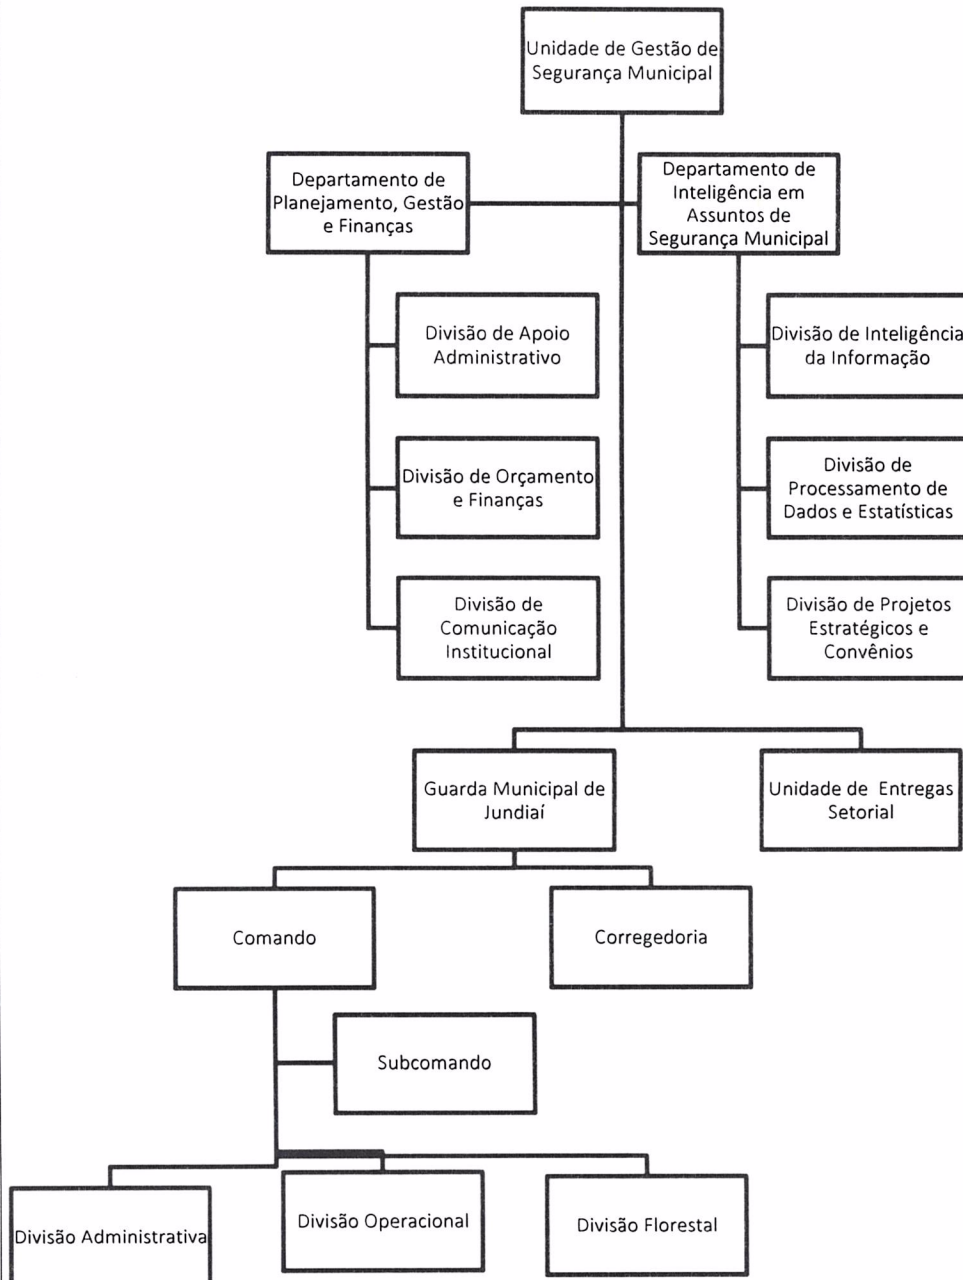 Unidade de Gestão de
Segurança Municipal
Departamento de
Planejamento, Gestão
e Finanças
Departamento de
Inteligência em
Assuntos de
Segurança Municipal
Divisão de Apoio
Administrativo
Divisão de Inteligência
da Informação
Divisão de Orçamento
e Finanças
Divisão de
Processamento de
Dados e Estatísticas
Divisão de
Comunicação
Institucional
Divisão de Projetos
Estratégicos e
Convênios
Guarda Municipal de
Jundiaí
Unidade de Entregas
Setorial
Comando
Corregedoria
Subcomando
Divisão Administrativa
Divisão Operacional
Divisão Florestal